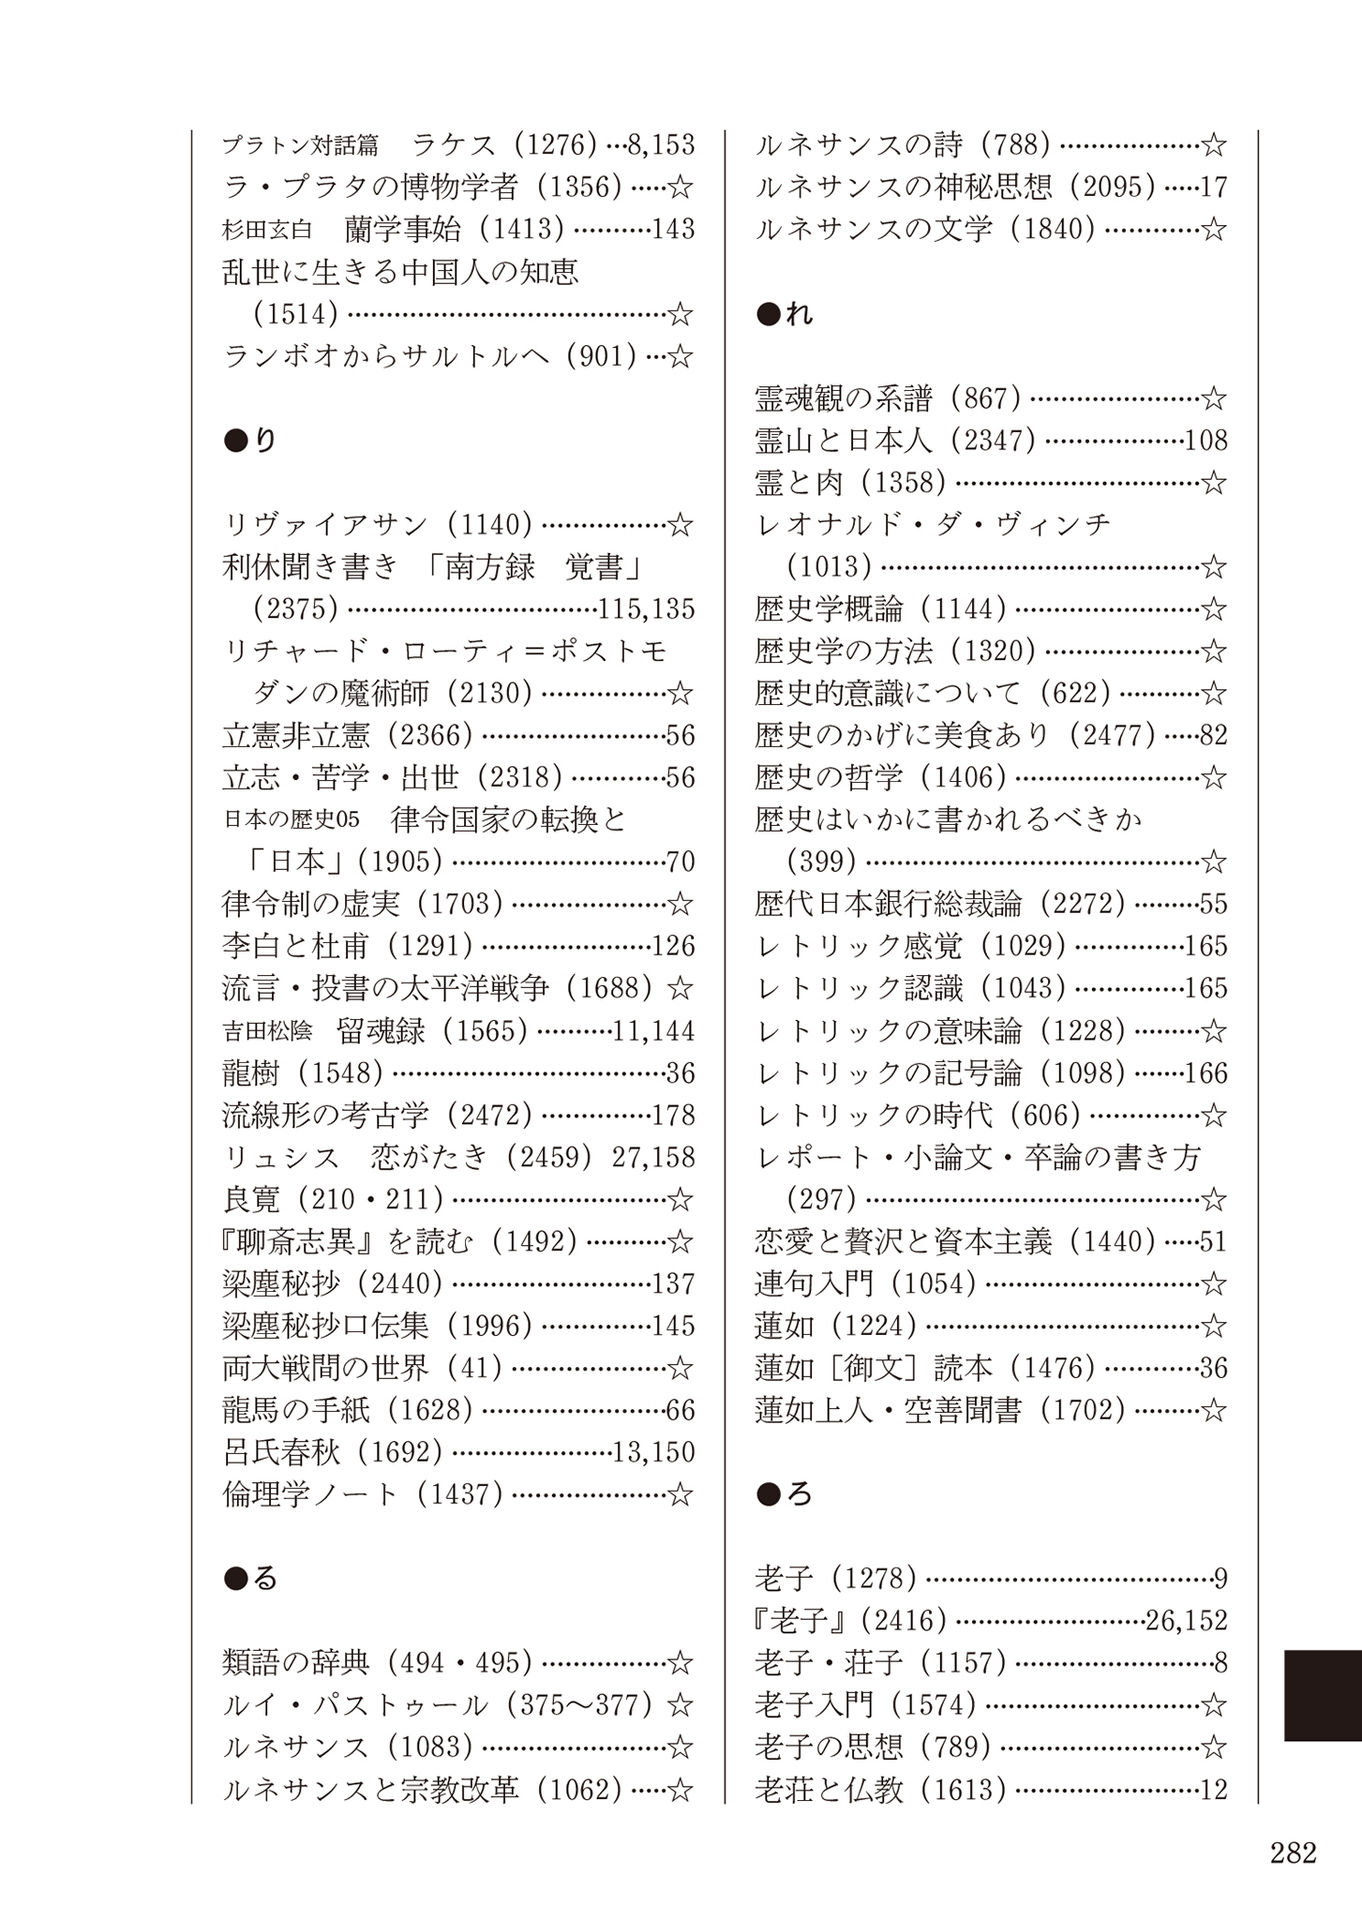 プラトン対話篇　ラケス（1276）…8,153
ラ・プラタの博物学者（1356）……☆
杉田玄白　蘭学事始（1413）…………143
乱世に生きる中国人の知恵
（1514）……………………………………☆
ランボオからサルトルへ（901）…☆
●り
リヴァイアサン（1140）………………☆
利休聞き書き　「南方録　覚書」
（2375）……………………………115,135
リチャード・ローティ＝ポストモ
ダンの魔術師（2130）………………☆
立憲非立憲（2366）……………………56
立志・苦学・出世（2318）…………56
日本の歴史05　律令国家の転換と
「日本」（1905）…………………………70
律令制の虚実（1703）…………………☆
李白と杜甫（1291）……………………126
流言・投書の太平洋戦争（1688）☆
吉田松陰　留魂録（1565）…………11,144
龍樹（1548）………………………………36
流線形の考古学（2472）……………178
リュシス　恋がたき（2459）27,158
良寛（210・211）…………………………☆
『聊斎志異』を読む（1492）…………☆
梁塵秘抄（2440）………………………137
梁塵秘抄口伝集（1996）……………145
両大戦間の世界（41）…………………☆
龍馬の手紙（1628）……………………66
呂氏春秋（1692）…………………13,150
倫理学ノート（1437）…………………☆
●る
類語の辞典（494・495）………………☆
ルイ・パストゥール（375〜377）☆
ルネサンス（1083）……………………☆
ルネサンスと宗教改革（1062）……☆
ルネサンスの詩（788）………………☆
ルネサンスの神秘思想（2095）……17
ルネサンスの文学（1840）…………☆
●れ
霊魂観の系譜（867）…………………☆
霊山と日本人（2347）………………108
霊と肉（1358）……………………………☆
レオナルド・ダ・ヴィンチ
（1013）……………………………………☆
歴史学概論（1144）……………………☆
歴史学の方法（1320）…………………☆
歴史的意識について（622）…………☆
歴史のかげに美食あり（2477）……82
歴史の哲学（1406）……………………☆
歴史はいかに書かれるべきか
（399）………………………………………☆
歴代日本銀行総裁論（2272）………55
レトリック感覚（1029）……………165
レトリック認識（1043）……………165
レトリックの意味論（1228）………☆
レトリックの記号論（1098）………166
レトリックの時代（606）……………☆
レポート・小論文・卒論の書き方
（297）………………………………………☆
恋愛と贅沢と資本主義（1440）……51
連句入門（1054）…………………………☆
蓮如（1224）………………………………☆
蓮如［御文］読本（1476）…………36
蓮如上人・空善聞書（1702）………☆
●ろ
老子（1278）…………………………………9
『老子』（2416）……………………26,152
老子・荘子（1157）………………………8
老子入門（1574）…………………………☆
老子の思想（789）………………………☆
老荘と仏教（1613）……………………12
282